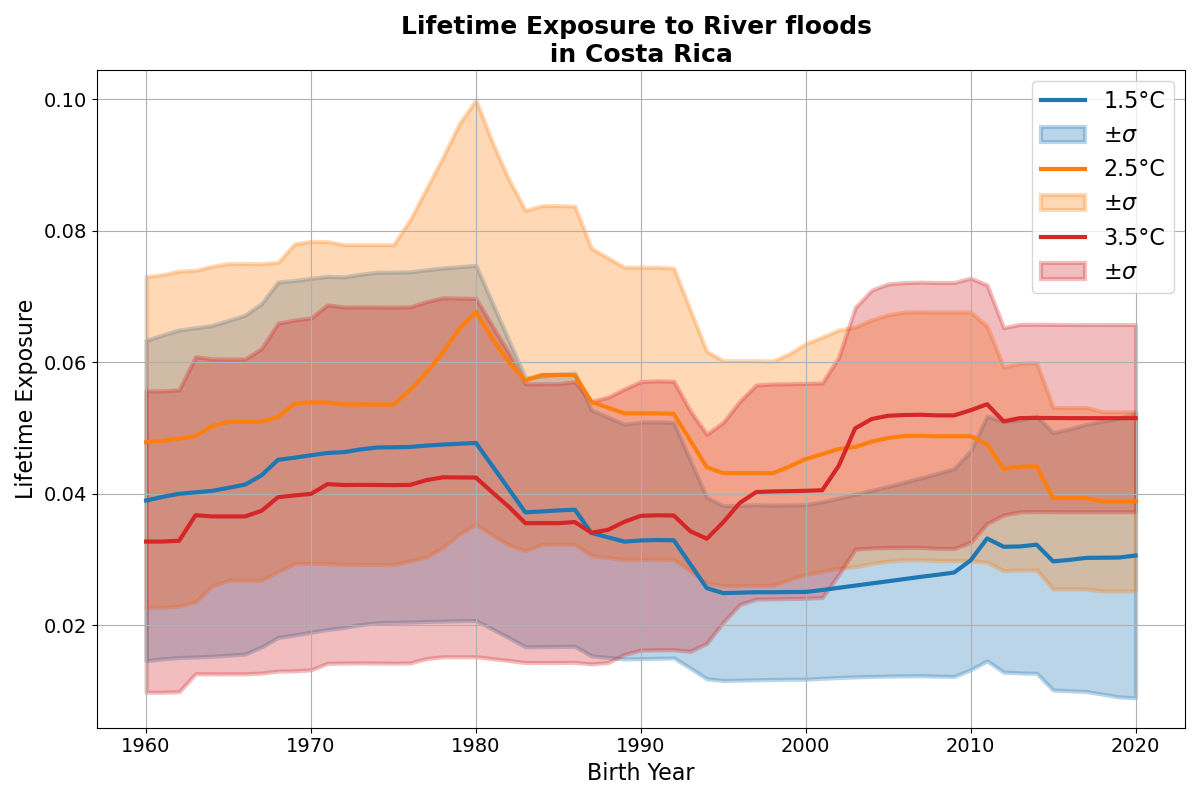 Lifetime Exposure to River floods
in Costa Rica
Lifetime Exposure
0.10
0.08
0.06
0.04
0.02
1960 1970 1980 1990 2000 2010 2020
Birth Year
1.5°C
±σ
2.5°C
±σ
3.5°C
±σ